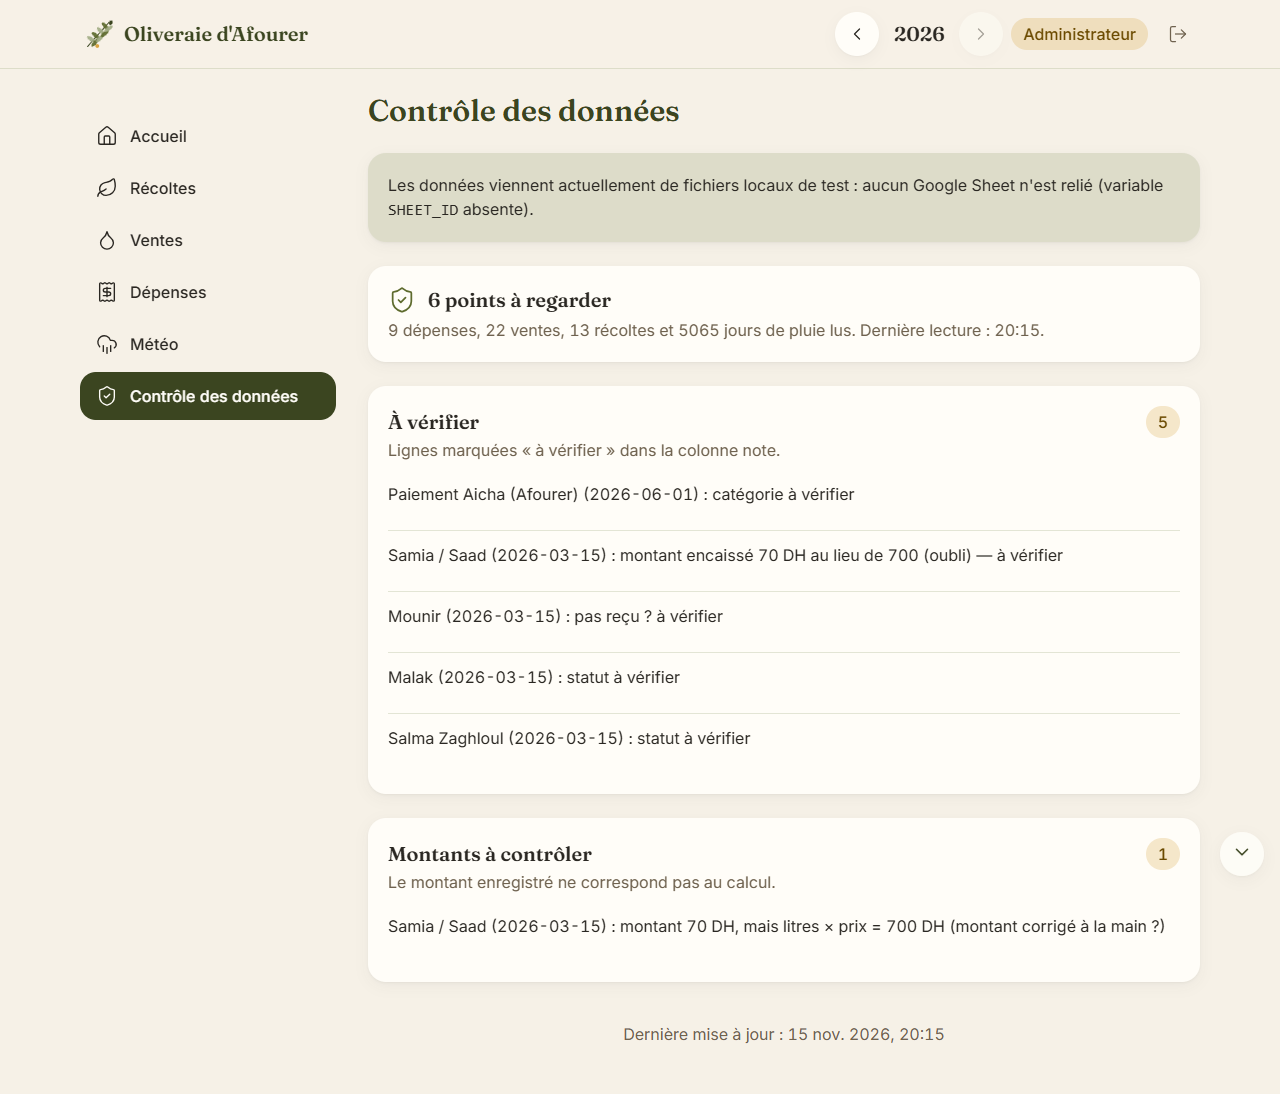 Oliveraie d'Afourer
2026
Administrateur
Accueil
Récoltes
Ventes
Dépenses
Météo
Contrôle des données
Contrôle des données
Les données viennent actuellement de fichiers locaux de test : aucun Google Sheet n'est relié (variable
SHEET_ID absente).
6 points à regarder
9 dépenses, 22 ventes, 13 récoltes et 5065 jours de pluie lus. Dernière lecture : 20:15.
À vérifier
5
Lignes marquées « à vérifier » dans la colonne note.
Paiement Aicha (Afourer) (2026-06-01) : catégorie à vérifier
Samia / Saad (2026-03-15) : montant encaissé 70 DH au lieu de 700 (oubli) — à vérifier
Mounir (2026-03-15) : pas reçu ? à vérifier
Malak (2026-03-15) : statut à vérifier
Salma Zaghloul (2026-03-15) : statut à vérifier
Montants à contrôler
1
Le montant enregistré ne correspond pas au calcul.
Samia / Saad (2026-03-15) : montant 70 DH, mais litres × prix = 700 DH (montant corrigé à la main ?)
Dernière mise à jour : 15 nov. 2026, 20:15